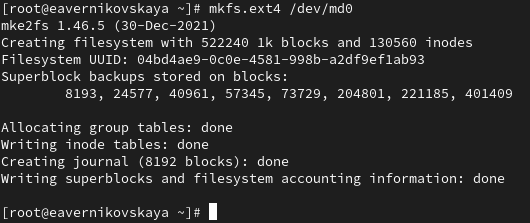 [root@eavernikovskaya ~]# mkfs.ext4 /dev/md0
mke2fs 1.46.5 (30-Dec-2021)
Creating filesystem with 522240 1k blocks and 130560 inodes
Filesystem UUID: 04bd4ae9-0c0e-4581-998b-a2df9ef1ab93
Superblock backups stored on blocks:
        8193, 24577, 40961, 57345, 73729, 204801, 221185, 401409
Allocating group tables: done
Writing inode tables: done
Creating journal (8192 blocks): done
Writing superblocks and filesystem accounting information: done
[root@eavernikovskaya ~]#